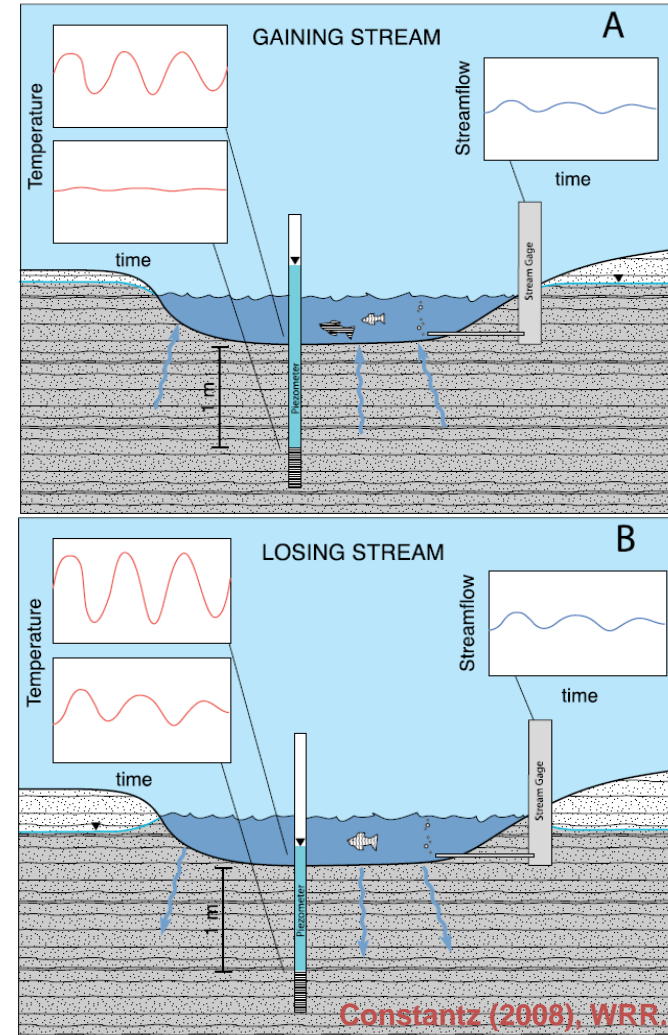 GAINING STREAM
A
Temperature
time
Streamflow
time
Stream Gage
Piezometer
1 m
LOSING STREAM
B
Temperature
time
Streamflow
time
Stream Gage
Piezometer
1 m
Constantz (2008), WRR